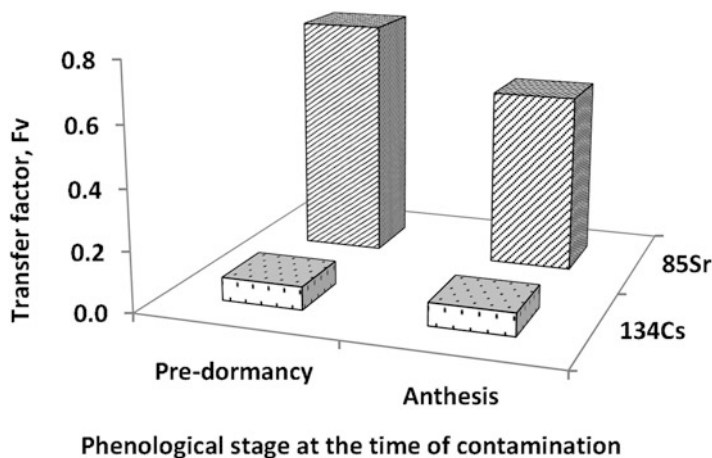 0.8
0.6
0.4
0.2
0.0
Transfer factor, Fv
85Sr
134Cs
Pre-dormancy
Anthesis
Phenological stage at the time of contamination